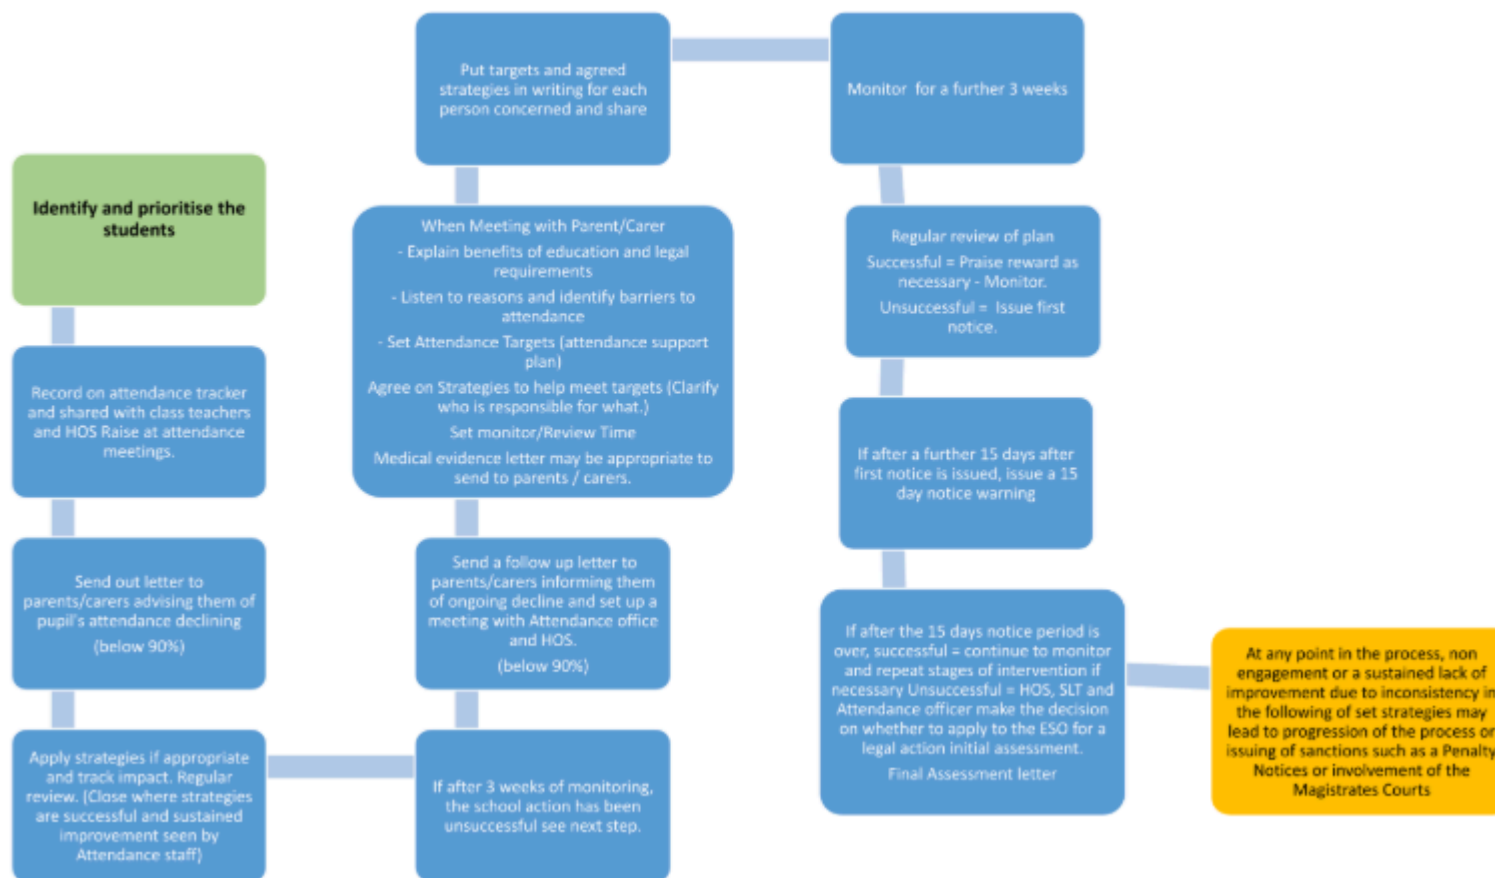 Identify and prioritise the
students
Record on attendance tracker
and shared with class teachers
and HOS Raise at attendance
meetings.
Send out letter to
parents/carers advising them of
pupil's attendance declining
(below 90%)
Apply strategies if appropriate
and track impact. Regular
review. (Close where strategies
are successful and sustained
improvement seen by
Attendance staff)
If after 3 weeks of monitoring,
the school action has been
unsuccessful see next step.
Send a follow up letter to
parents/carers informing them
of ongoing decline and set up a
meeting with Attendance office
and HOS.
(below 90%)
When Meeting with Parent/Carer
- Explain benefits of education and legal
requirements
- Listen to reasons and identify barriers to
attendance
- Set Attendance Targets (attendance support
plan)
Agree on Strategies to help meet targets (Clarify
who is responsible for what.)
Set monitor/Review Time
Medical evidence letter may be appropriate to
send to parents / carers.
Put targets and agreed
strategies in writing for each
person concerned and share
Monitor for a further 3 weeks
Regular review of plan
Successful = Praise reward as
necessary - Monitor.
Unsuccessful = Issue first
notice.
If after a further 15 days after
first notice is issued, issue a 15
day notice warning
If after the 15 days notice period is
over, successful = continue to monitor
and repeat stages of intervention if
necessary Unsuccessful = HOS, SLT and
Attendance officer make the decision
on whether to apply to the ESO for a
legal action initial assessment.
Final Assessment letter
At any point in the process, non
engagement or a sustained lack of
improvement due to inconsistency in
the following of set strategies may
lead to progression of the process or
issuing of sanctions such as a Penalty
Notices or involvement of the
Magistrates Courts